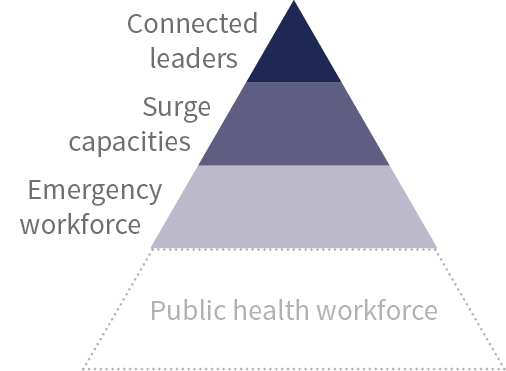 Connected
leaders
Surge
capacities
Emergency
workforce
Public health workforce